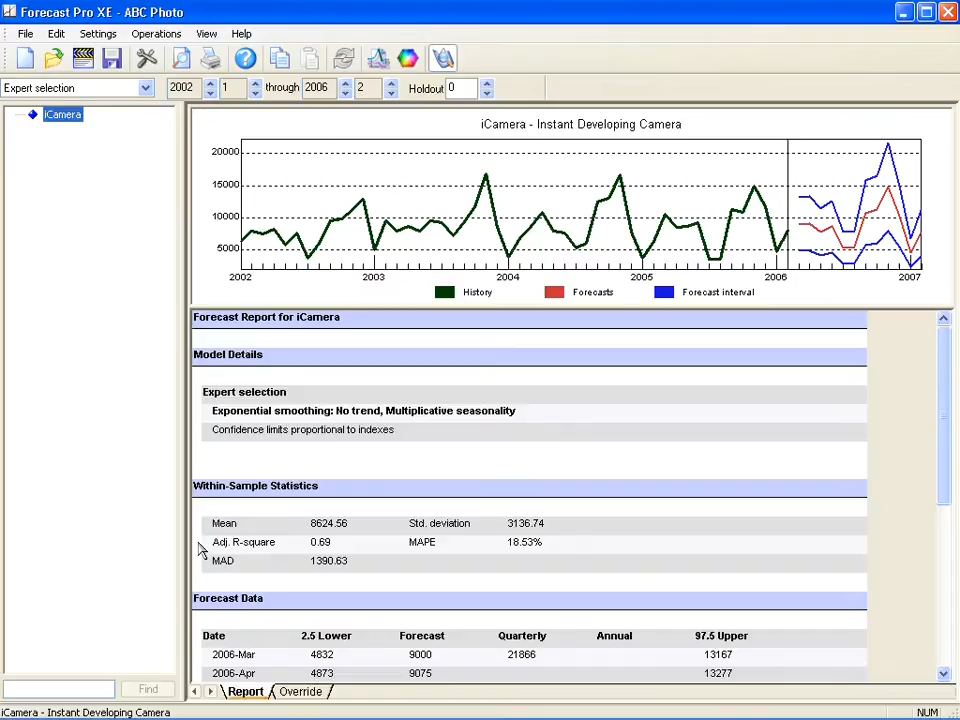 Forecast Pro XE - ABC Photo
File Edit Settings Operations View Help
Expert selection 2002 1 through 2006 2 Holdout 0
iCamera
iCamera - Instant Developing Camera
20000
15000
10000
5000
2002 2003 2004 2005 2006 2007
History Forecasts Forecast interval
Forecast Report for iCamera
Model Details
Expert selection
Exponential smoothing: No trend, Multiplicative seasonality
Confidence limits proportional to indexes
Within-Sample Statistics
Mean 8624.56 Std. deviation 3136.74
Adj. R-square 0.69 MAPE 18.53%
MAD 1390.63
Forecast Data
Date 2.5 Lower Forecast Quarterly Annual 97.5 Upper
2006-Mar 4832 9000 21866 13167
2006-Apr 4873 9075 13277
Find Report Override
iCamera - Instant Developing Camera NUM